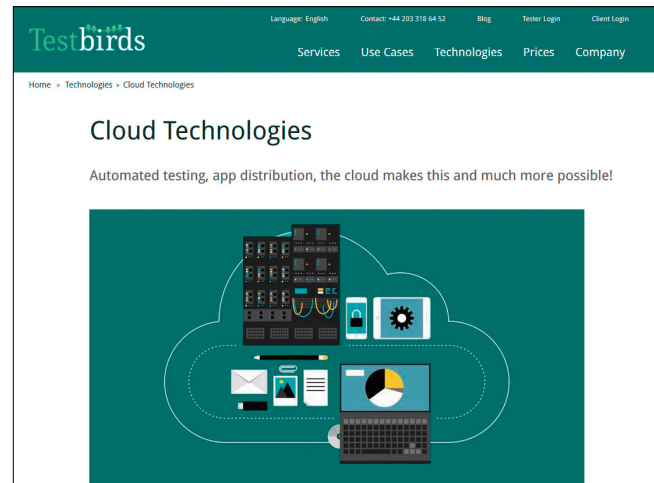 Language: English Contact: +44 203 318 64 52 Blog Tester Login Client Login
Testbirds
Services Use Cases Technologies Prices Company
Home > Technologies > Cloud Technologies
Cloud Technologies
Automated testing, app distribution, the cloud makes this and much more possible!